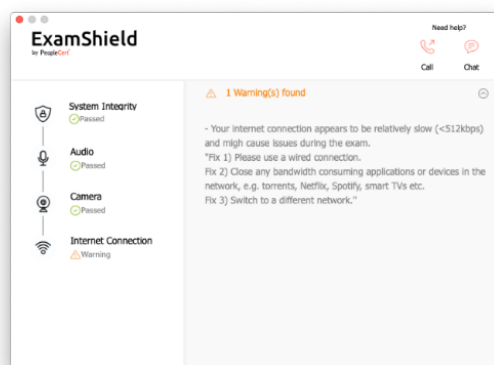 Need help?
ExamShield
by PeopleCert
Call
Chat
System Integrity
Passed
Audio
Passed
Camera
Passed
Internet Connection
Warning
1 Warning(s) found
- Your internet connection appears to be relatively slow (<512kbps)
and migh cause issues during the exam.
"Fix 1) Please use a wired connection.
Fix 2) Close any bandwidth consuming applications or devices in the
network, e.g. torrents, Netflix, Spotify, smart TVs etc.
Fix 3) Switch to a different network."